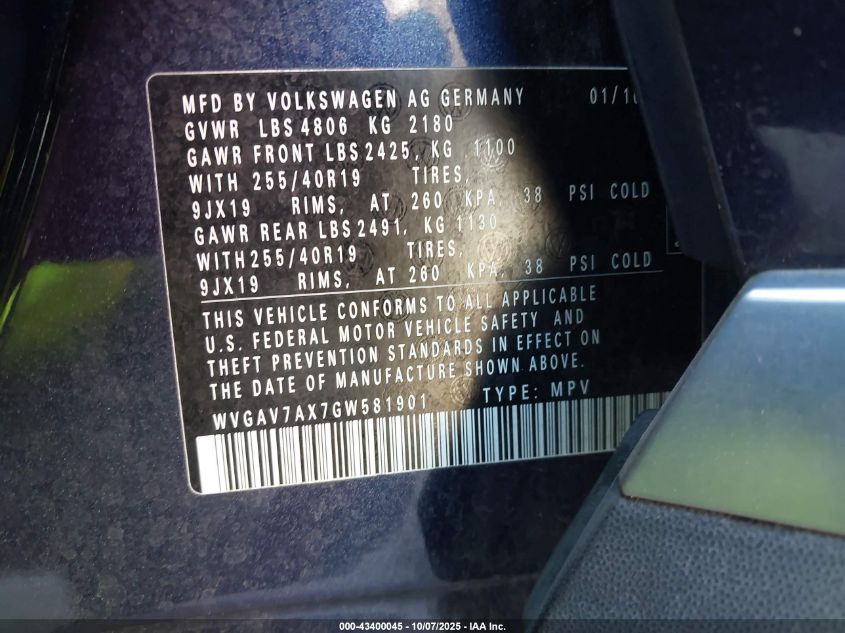 MFD BY VOLKSWAGEN AG GERMANY 01/16
GVWR LBS 4806 KG 2180
GAWR FRONT LBS 2425, KG 1100
WITH 255/40R19 TIRES,
9JX19 RIMS, AT 260 KPA, 38 PSI COLD
GAWR REAR LBS 2491, KG 1130
WITH 255/40R19 TIRES,
9JX19 RIMS, AT 260 KPA, 38 PSI COLD
THIS VEHICLE CONFORMS TO ALL APPLICABLE
U.S. FEDERAL MOTOR VEHICLE SAFETY AND
THEFT PREVENTION STANDARDS IN EFFECT ON
THE DATE OF MANUFACTURE SHOWN ABOVE.
WVGAV7AX7GW581901 TYPE: MPV
000-43400045 - 10/07/2025 - IAA Inc.